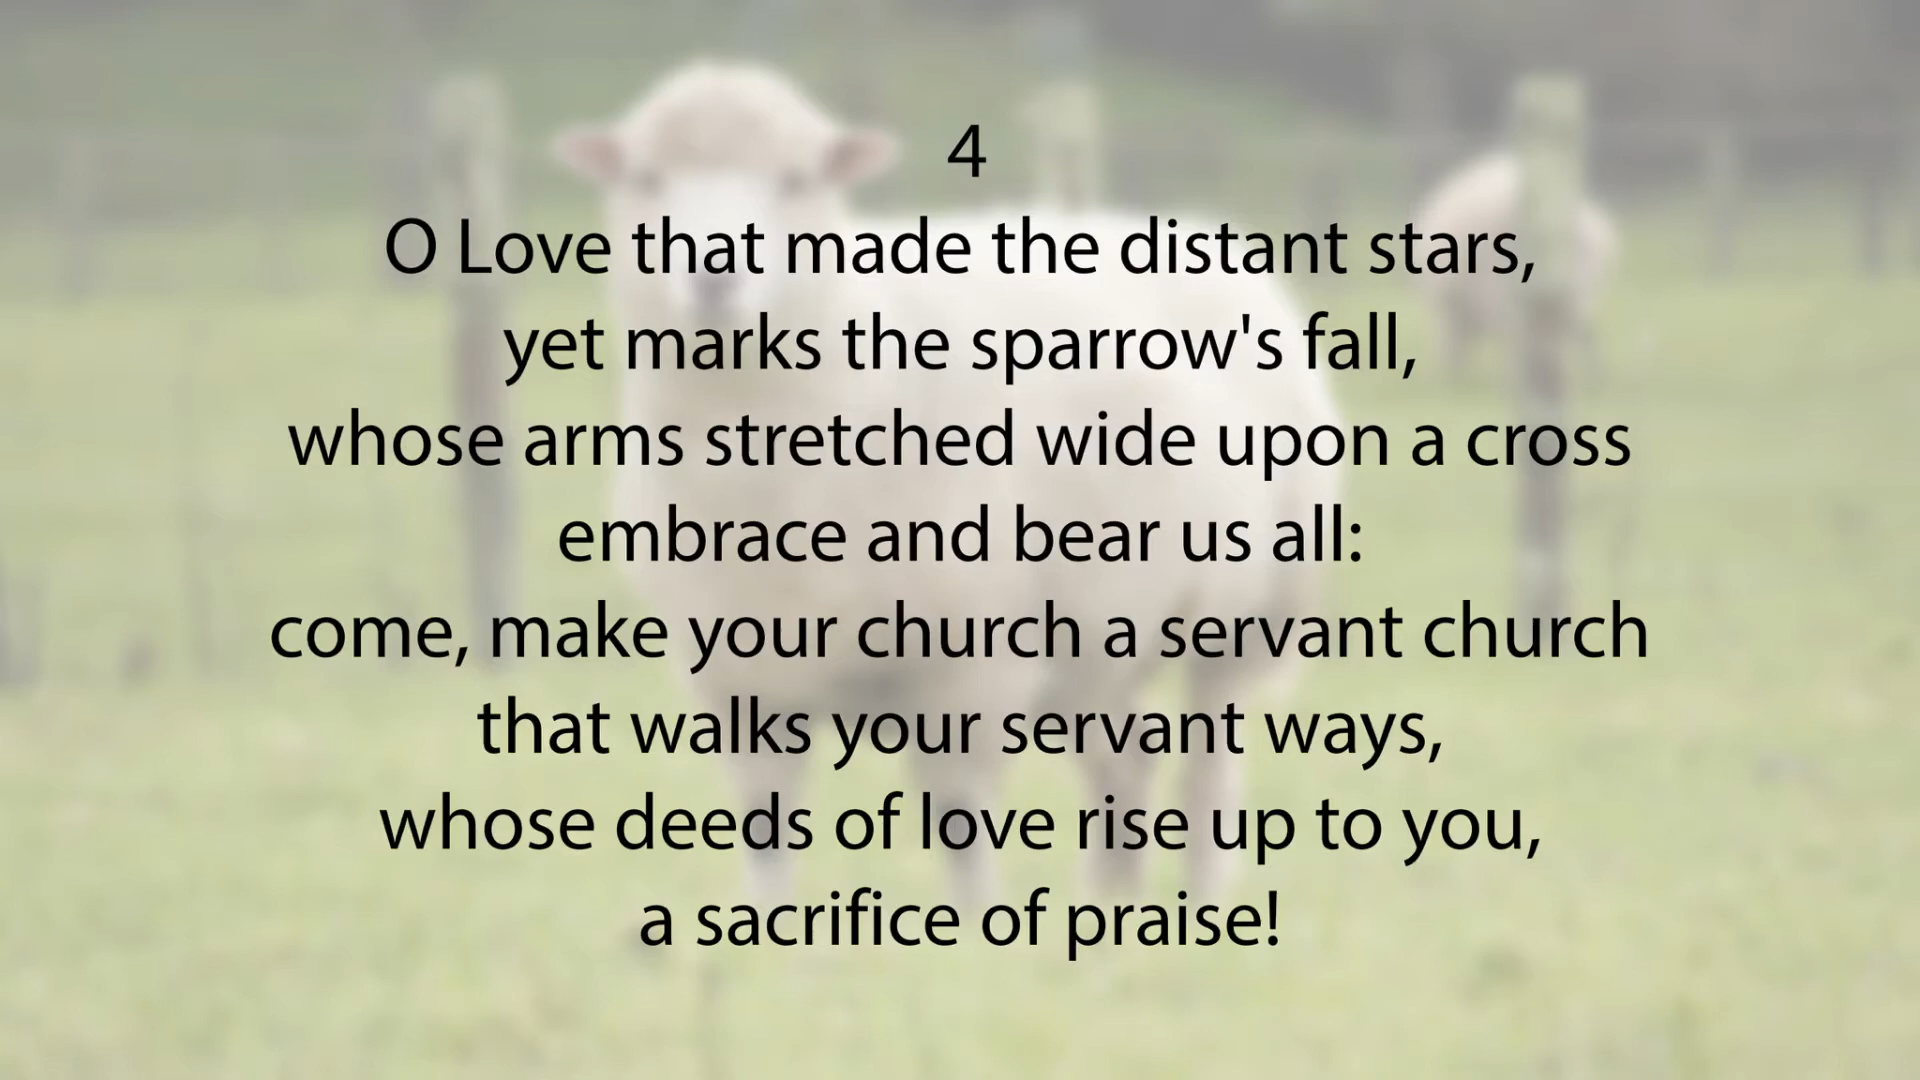 4
O Love that made the distant stars,
yet marks the sparrow's fall,
whose arms stretched wide upon a cross
embrace and bear us all:
come, make your church a servant church
that walks your servant ways,
whose deeds of love rise up to you,
a sacrifice of praise!